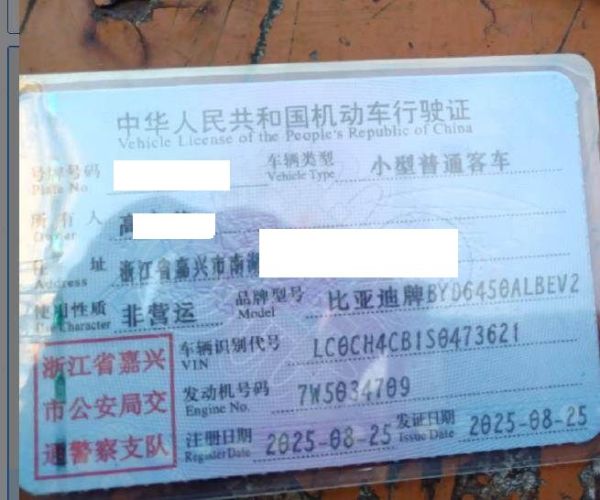 中华人民共和国机动车行驶证
Vehicle License of the People's Republic of China
号牌号码 车辆类型 小型普通客车
Plate No Vehicle Type
所有人 高
Owner
住址 浙江省嘉兴市南湖
Address
使用性质 非营运 品牌型号 比亚迪牌BYD6450ALBEV2
Use Character Model
浙江省嘉兴 车辆识别代号 LC0CH4CB1S0473621
VIN
市公安局交 发动机号码 7W5034709
Engine No.
通警察支队 注册日期 2025-08-25 发证日期 2025-08-25
Register Date Issue Date